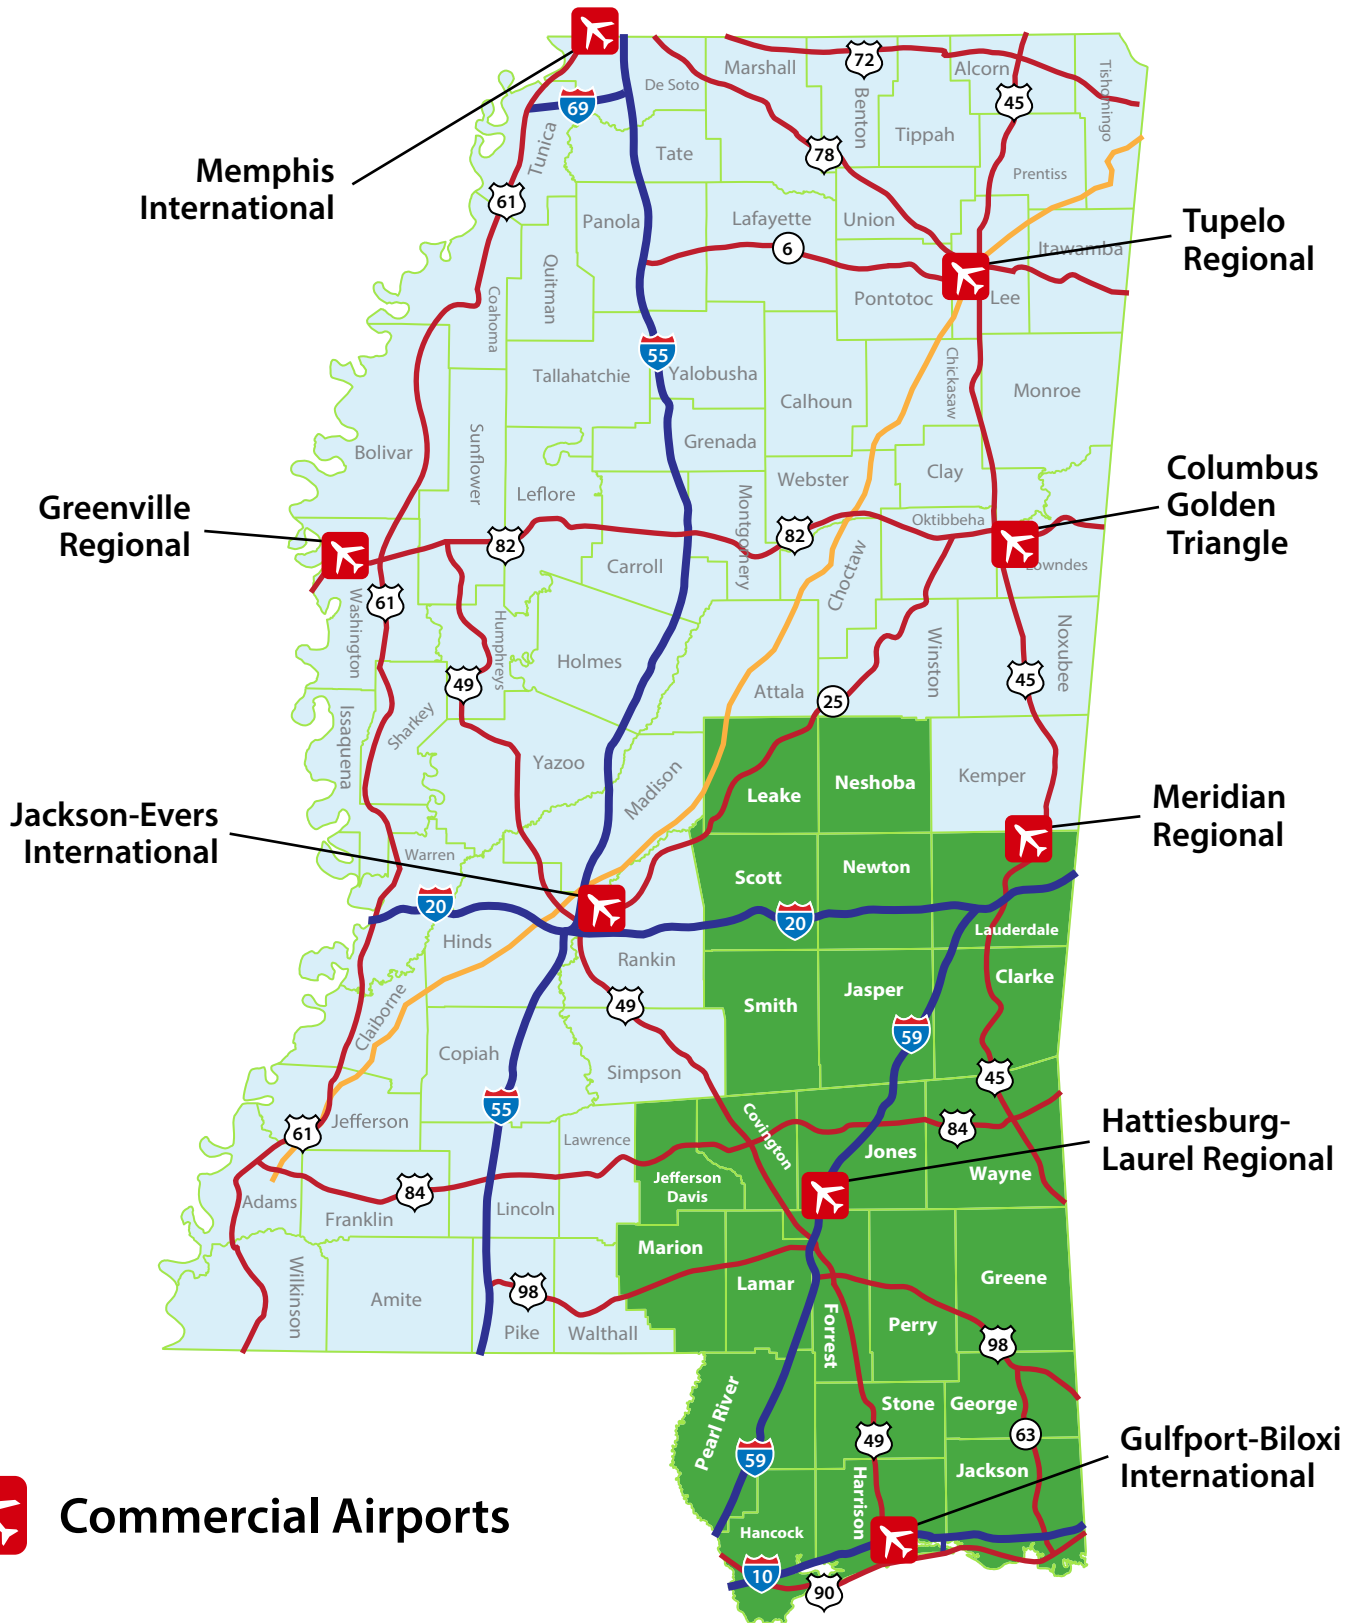 72
Marshall
Alcorn
Tishomingo
De Soto
Benton
45
69
Tippah
Tunica
Tate
78
Memphis
International
Prentiss
61
Panola
Lafayette
Union
6
Tupelo
Regional
Itawamba
Quitman
Coahoma
Pontotoc
Lee
55
Tallahatchie
Yalobusha
Chickasaw
Monroe
Calhoun
Bolivar
Sunflower
Grenada
Columbus
Golden
Triangle
Clay
Webster
Leflore
Montgomery
Greenville
Regional
82
82
Oktibbeha
Carroll
Choctaw
Lowndes
61
Washington
Humphreys
Holmes
Winston
Noxubee
49
45
Attala
25
Issaquena
Sharkey
Yazoo
Madison
Leake
Neshoba
Kemper
Jackson-Evers
International
Meridian
Regional
Warren
Scott
Newton
20
20
Lauderdale
Hinds
Rankin
Smith
Jasper
Clarke
49
59
Claiborne
Copiah
Simpson
45
55
61
Jefferson
Lawrence
Covington
84
Hattiesburg-
Laurel Regional
Jones
Wayne
Jefferson
Davis
84
Adams
Franklin
Lincoln
Marion
Lamar
Greene
Wilkinson
Amite
98
Pike
Walthall
Forrest
Perry
98
Pearl River
Stone
George
49
63
Gulfport-Biloxi
International
59
Jackson
Harrison
Commercial Airports
Hancock
10
90